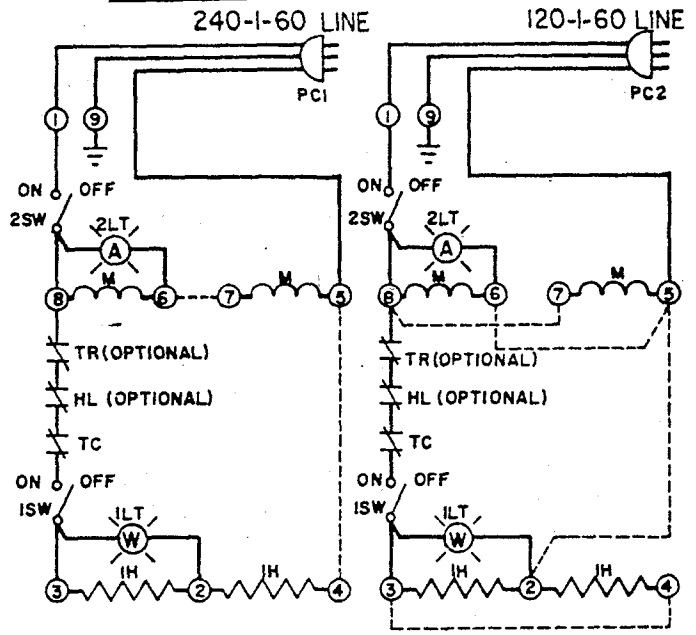 240-1-60 LINE
PC1
1
9
ON OFF
2SW
2LT
A
8 M 6 7 M 5
TR(OPTIONAL)
HL (OPTIONAL)
TC
ON OFF
1SW
1LT
W
3 1H 2 1H 4
120-1-60 LINE
PC2
1
9
ON OFF
2SW
2LT
A
8 M 6 7 M 5
TR(OPTIONAL)
HL (OPTIONAL)
TC
ON OFF
1SW
1LT
W
3 1H 2 1H 4